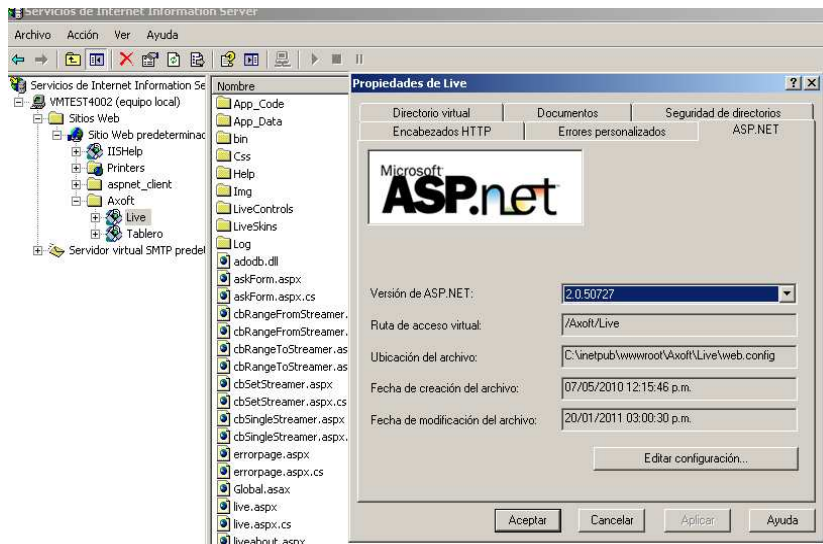 Servicios de Internet Information Server
Archivo Acción Ver Ayuda
Servicios de Internet Information Se
VMTEST4002 (equipo local)
Sitios Web
Sitio Web predeterminac
IISHelp
Printers
aspnet_client
Axoft
Live
Tablero
Servidor virtual SMTP predel
Nombre
App_Code
App_Data
bin
Css
Help
Img
LiveControls
LiveSkins
Log
adodb.dll
askForm.aspx
askForm.aspx.cs
cbRangeFromStreamer.
cbRangeFromStreamer.
cbRangeToStreamer.as
cbRangeToStreamer.as
cbSetStreamer.aspx
cbSetStreamer.aspx.cs
cbSingleStreamer.aspx
cbSingleStreamer.aspx.
errorpage.aspx
errorpage.aspx.cs
Global.asax
live.aspx
live.aspx.cs
liveabout.aspx
Propiedades de Live
Directorio virtual Documentos Seguridad de directorios
Encabezados HTTP Errores personalizados ASP.NET
Microsoft
ASP.net
Versión de ASP.NET: 2.0.50727
Ruta de acceso virtual: /Axoft/Live
Ubicación del archivo: C:\inetpub\wwwroot\Axoft\Live\web.config
Fecha de creación del archivo: 07/05/2010 12:15:46 p.m.
Fecha de modificación del archivo: 20/01/2011 03:00:30 p.m.
Editar configuración...
Aceptar Cancelar Aplicar Ayuda